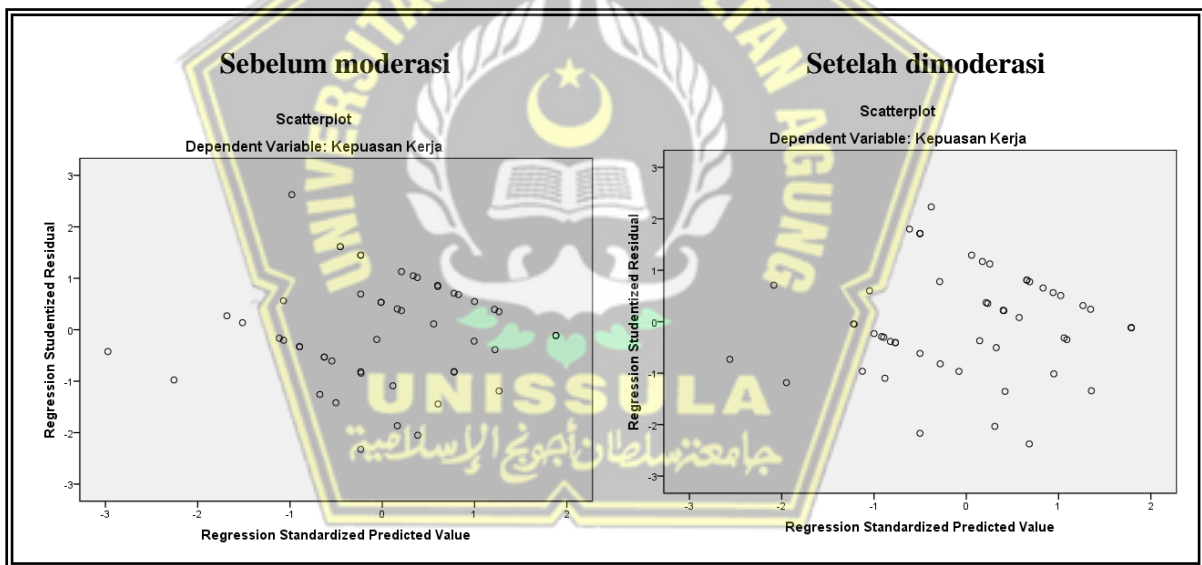 Sebelum moderasi
Scatterplot
Dependent Variable: Kepuasan Kerja
Regression Studentized Residual
3
2
1
0
-1
-2
-3
-3
-2
-1
0
1
2
Regression Standardized Predicted Value
Setelah dimoderasi
Scatterplot
Dependent Variable: Kepuasan Kerja
Regression Studentized Residual
3
2
1
0
-1
-2
-3
-3
-2
-1
0
1
2
Regression Standardized Predicted Value
AGUNG
UNISSULA
جامعة سلطان أجونج الإسلامية